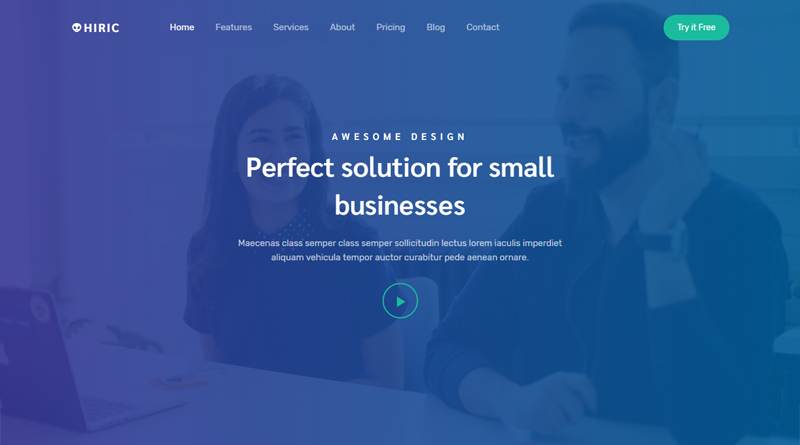 HIRIC
Home Features Services About Pricing Blog Contact
Try it Free
AWESOME DESIGN
Perfect solution for small
businesses
Maecenas class semper class semper sollicitudin lectus lorem iaculis imperdiet
aliquam vehicula tempor auctor curabitur pede aenean ornare.